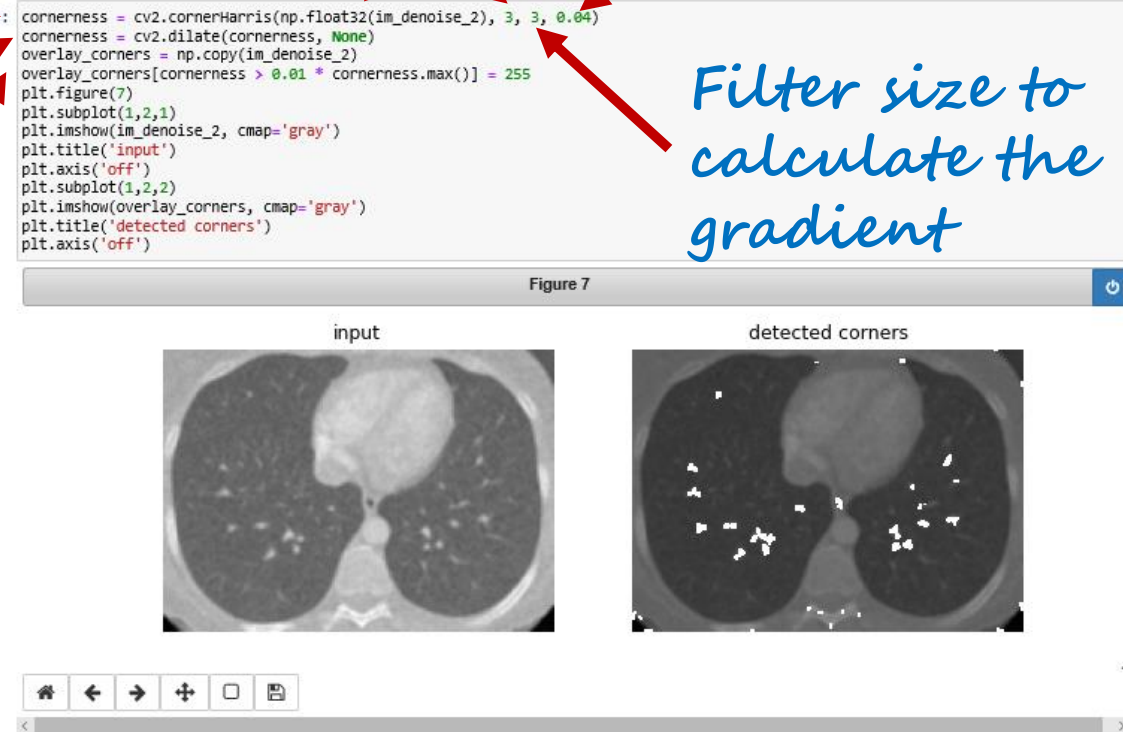 : cornerness = cv2.cornerHarris(np.float32(im_denoise_2), 3, 3, 0.04)
cornerness = cv2.dilate(cornerness, None)
overlay_corners = np.copy(im_denoise_2)
overlay_corners[cornerness > 0.01 * cornerness.max()] = 255
plt.figure(7)
plt.subplot(1,2,1)
plt.imshow(im_denoise_2, cmap='gray')
plt.title('input')
plt.axis('off')
plt.subplot(1,2,2)
plt.imshow(overlay_corners, cmap='gray')
plt.title('detected corners')
plt.axis('off')
Filter size to
calculate the
gradient
Figure 7
input
detected corners